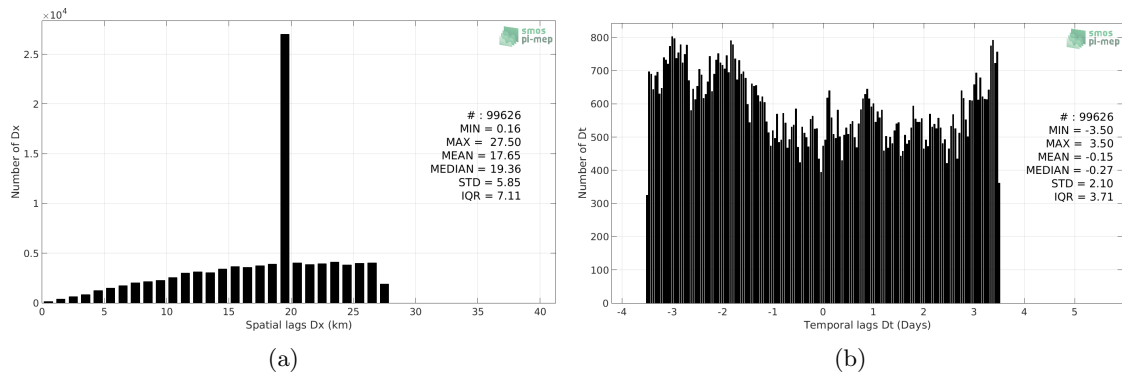 ×10⁴
2.5
2
1.5
1
0.5
0
0 5 10 15 20 25 30 35 40
Number of Dx
Spatial lags Dx (km)
smos
pi-mep
# : 99626
MIN = 0.16
MAX = 27.50
MEAN = 17.65
MEDIAN = 19.36
STD = 5.85
IQR = 7.11
(a)
800
700
600
500
400
300
200
100
0
-4 -3 -2 -1 0 1 2 3 4 5
Number of Dt
Temporal lags Dt (Days)
smos
pi-mep
# : 99626
MIN = -3.50
MAX = 3.50
MEAN = -0.15
MEDIAN = -0.27
STD = 2.10
IQR = 3.71
(b)